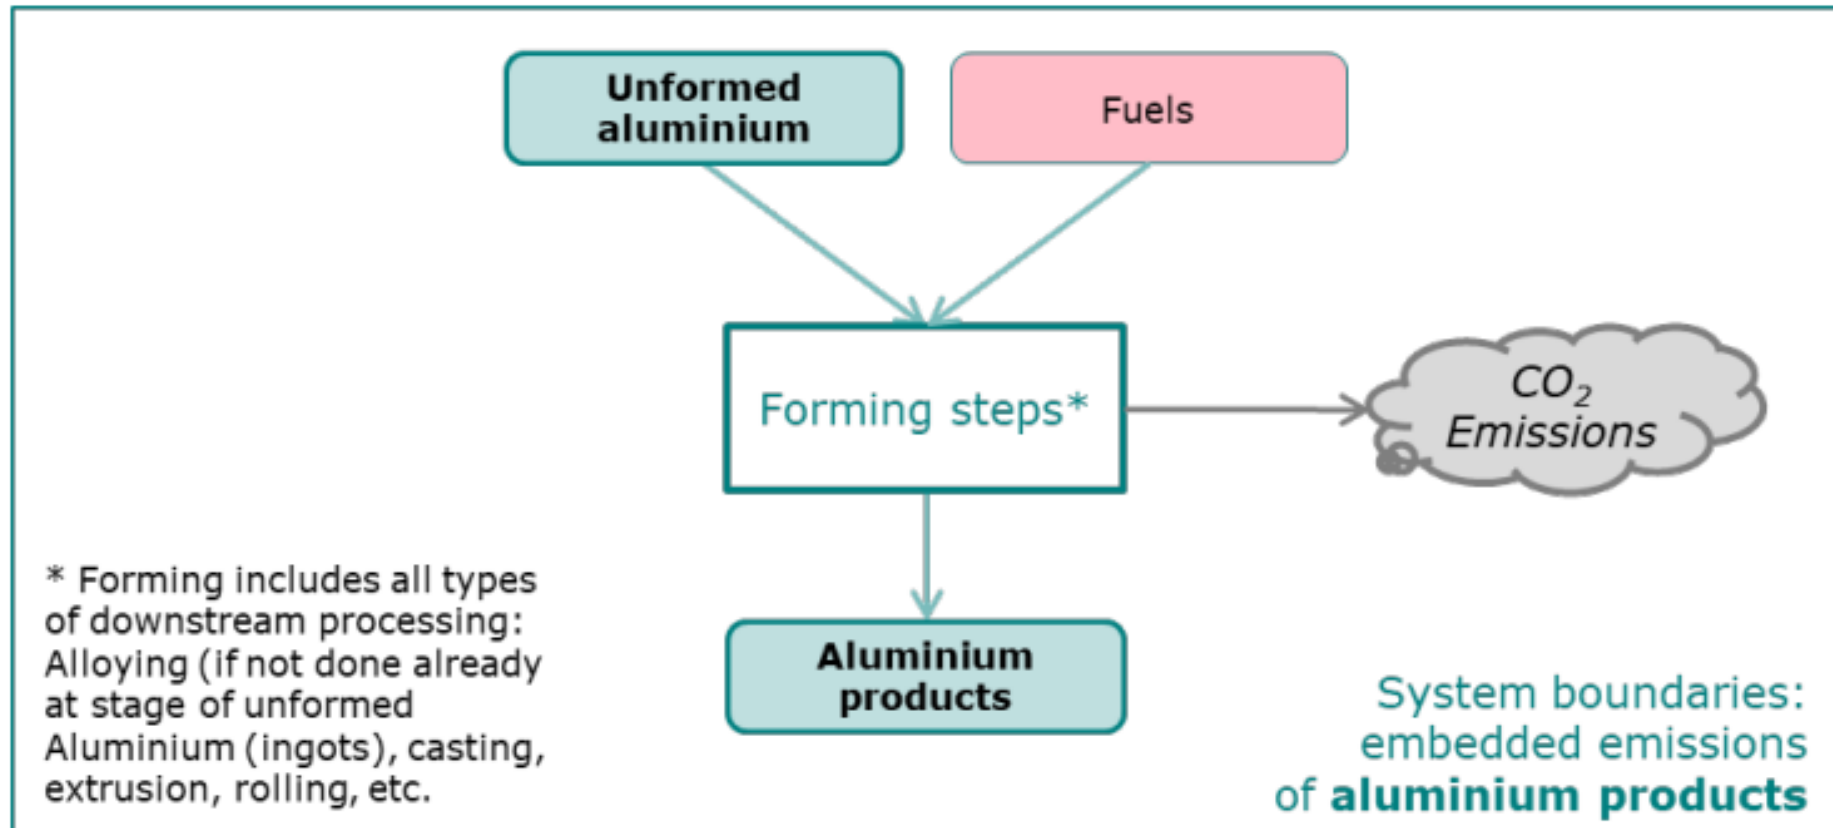 Unformed
aluminium
Fuels
Forming steps*
CO₂
Emissions
Aluminium
products
* Forming includes all types
of downstream processing:
Alloying (if not done already
at stage of unformed
Aluminium (ingots), casting,
extrusion, rolling, etc.
System boundaries:
embedded emissions
of aluminium products